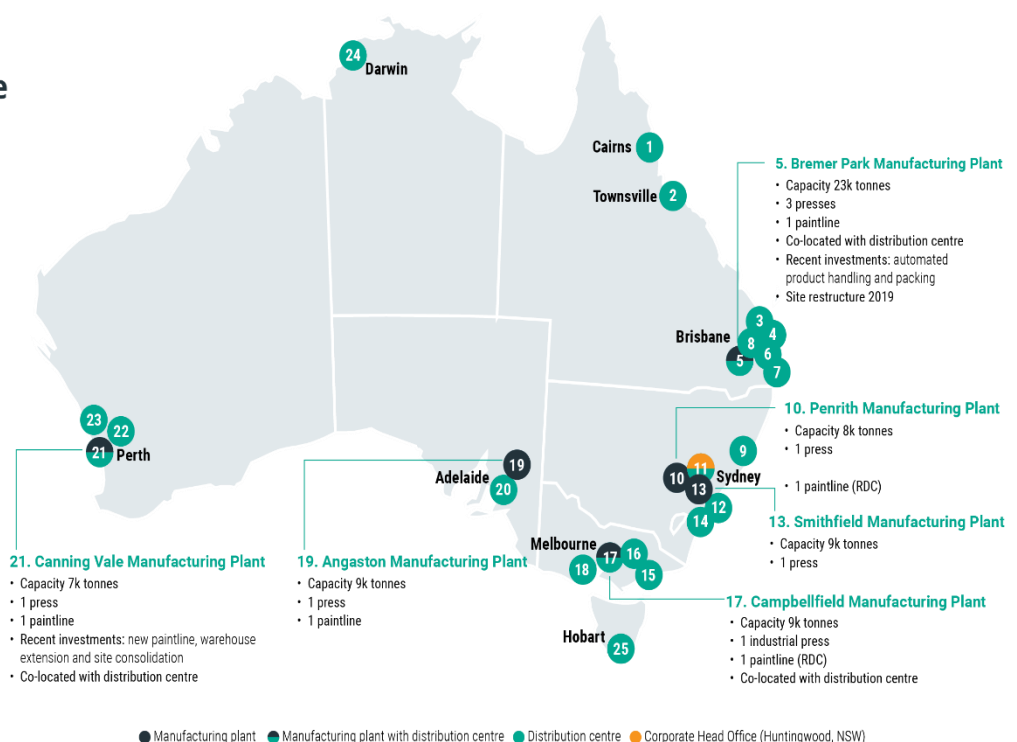 e
24
Darwin
Cairns 1
Townsville 2
5. Bremer Park Manufacturing Plant
• Capacity 23k tonnes
• 3 presses
• 1 paintline
• Co-located with distribution centre
• Recent investments: automated
product handling and packing
• Site restructure 2019
Brisbane
3
4
8
6
5
7
10. Penrith Manufacturing Plant
• Capacity 8k tonnes
• 1 press
• 1 paintline (RDC)
23
22
21
Perth
Adelaide
19
20
9
11
Sydney
10
13
12
14
13. Smithfield Manufacturing Plant
• Capacity 9k tonnes
• 1 press
Melbourne
16
17
18
15
21. Canning Vale Manufacturing Plant
• Capacity 7k tonnes
• 1 press
• 1 paintline
• Recent investments: new paintline, warehouse
extension and site consolidation
• Co-located with distribution centre
19. Angaston Manufacturing Plant
• Capacity 9k tonnes
• 1 press
• 1 paintline
17. Campbellfield Manufacturing Plant
• Capacity 9k tonnes
• 1 industrial press
• 1 paintline (RDC)
• Co-located with distribution centre
Hobart
25
Manufacturing plant Manufacturing plant with distribution centre Distribution centre Corporate Head Office (Huntingwood, NSW)